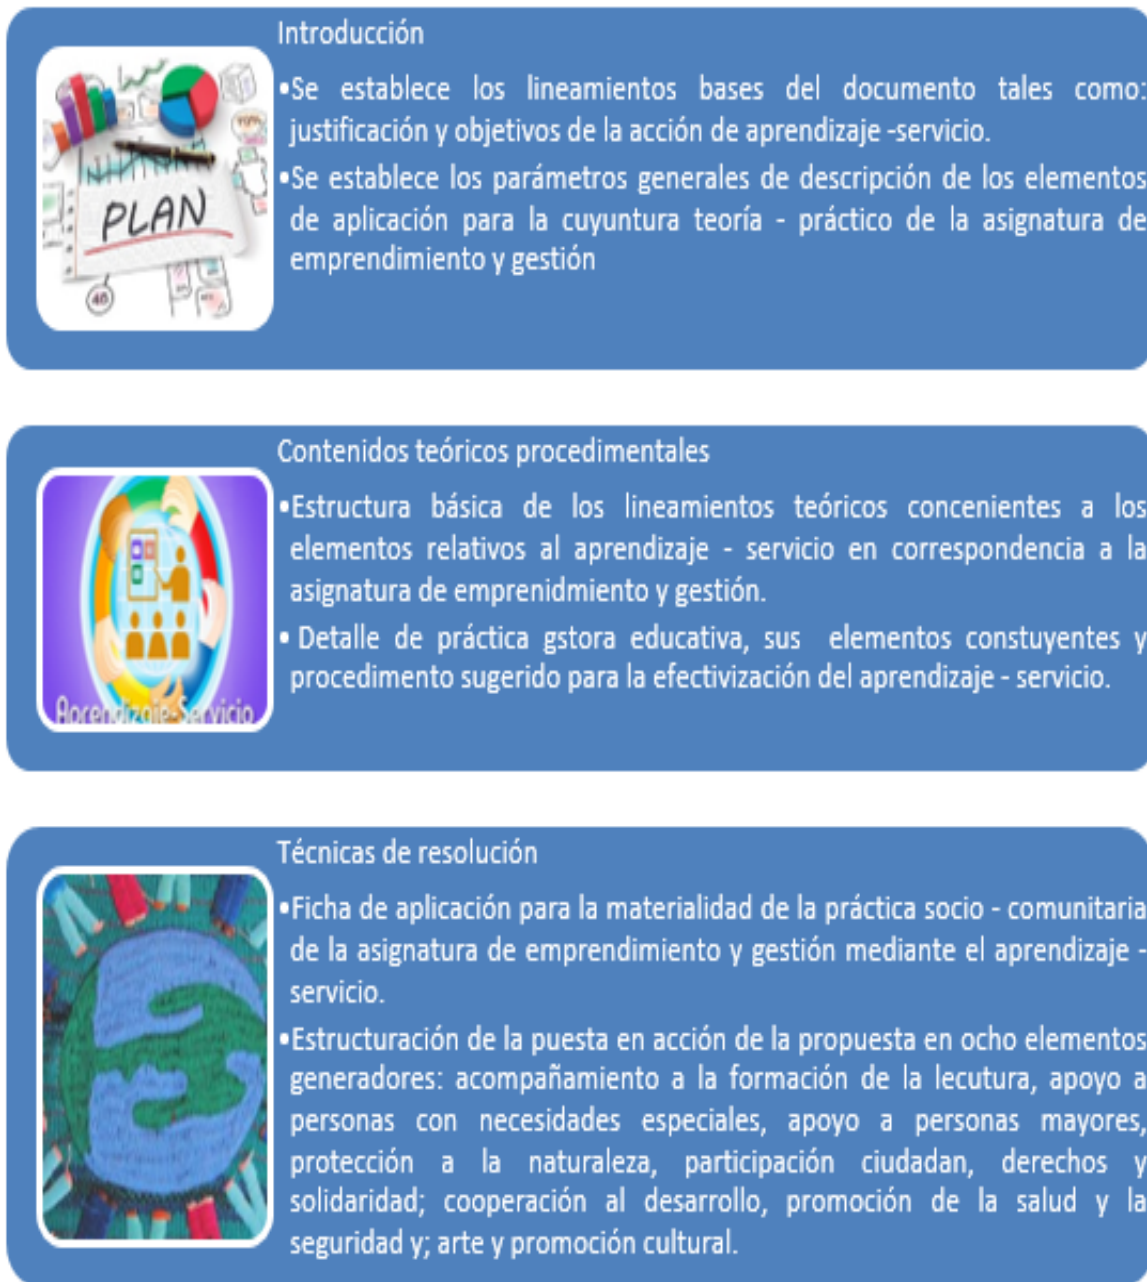 Introducción
•Se establece los lineamientos bases del documento tales como:
justificación y objetivos de la acción de aprendizaje -servicio.
•Se establece los parámetros generales de descripción de los elementos
de aplicación para la cuyuntura teoría - práctico de la asignatura de
emprendimiento y gestión
PLAN
Contenidos teóricos procedimentales
•Estructura básica de los lineamientos teóricos concenientes a los
elementos relativos al aprendizaje - servicio en correspondencia a la
asignatura de emprenidmiento y gestión.
• Detalle de práctica gstora educativa, sus elementos constuyentes y
procedimento sugerido para la efectivización del aprendizaje - servicio.
Aprendizaje-Servicio
Técnicas de resolución
•Ficha de aplicación para la materialidad de la práctica socio - comunitaria
de la asignatura de emprendimiento y gestión mediante el aprendizaje -
servicio.
•Estructuración de la puesta en acción de la propuesta en ocho elementos
generadores: acompañamiento a la formación de la lecutura, apoyo a
personas con necesidades especiales, apoyo a personas mayores,
protección a la naturaleza, participación ciudadan, derechos y
solidaridad; cooperación al desarrollo, promoción de la salud y la
seguridad y; arte y promoción cultural.